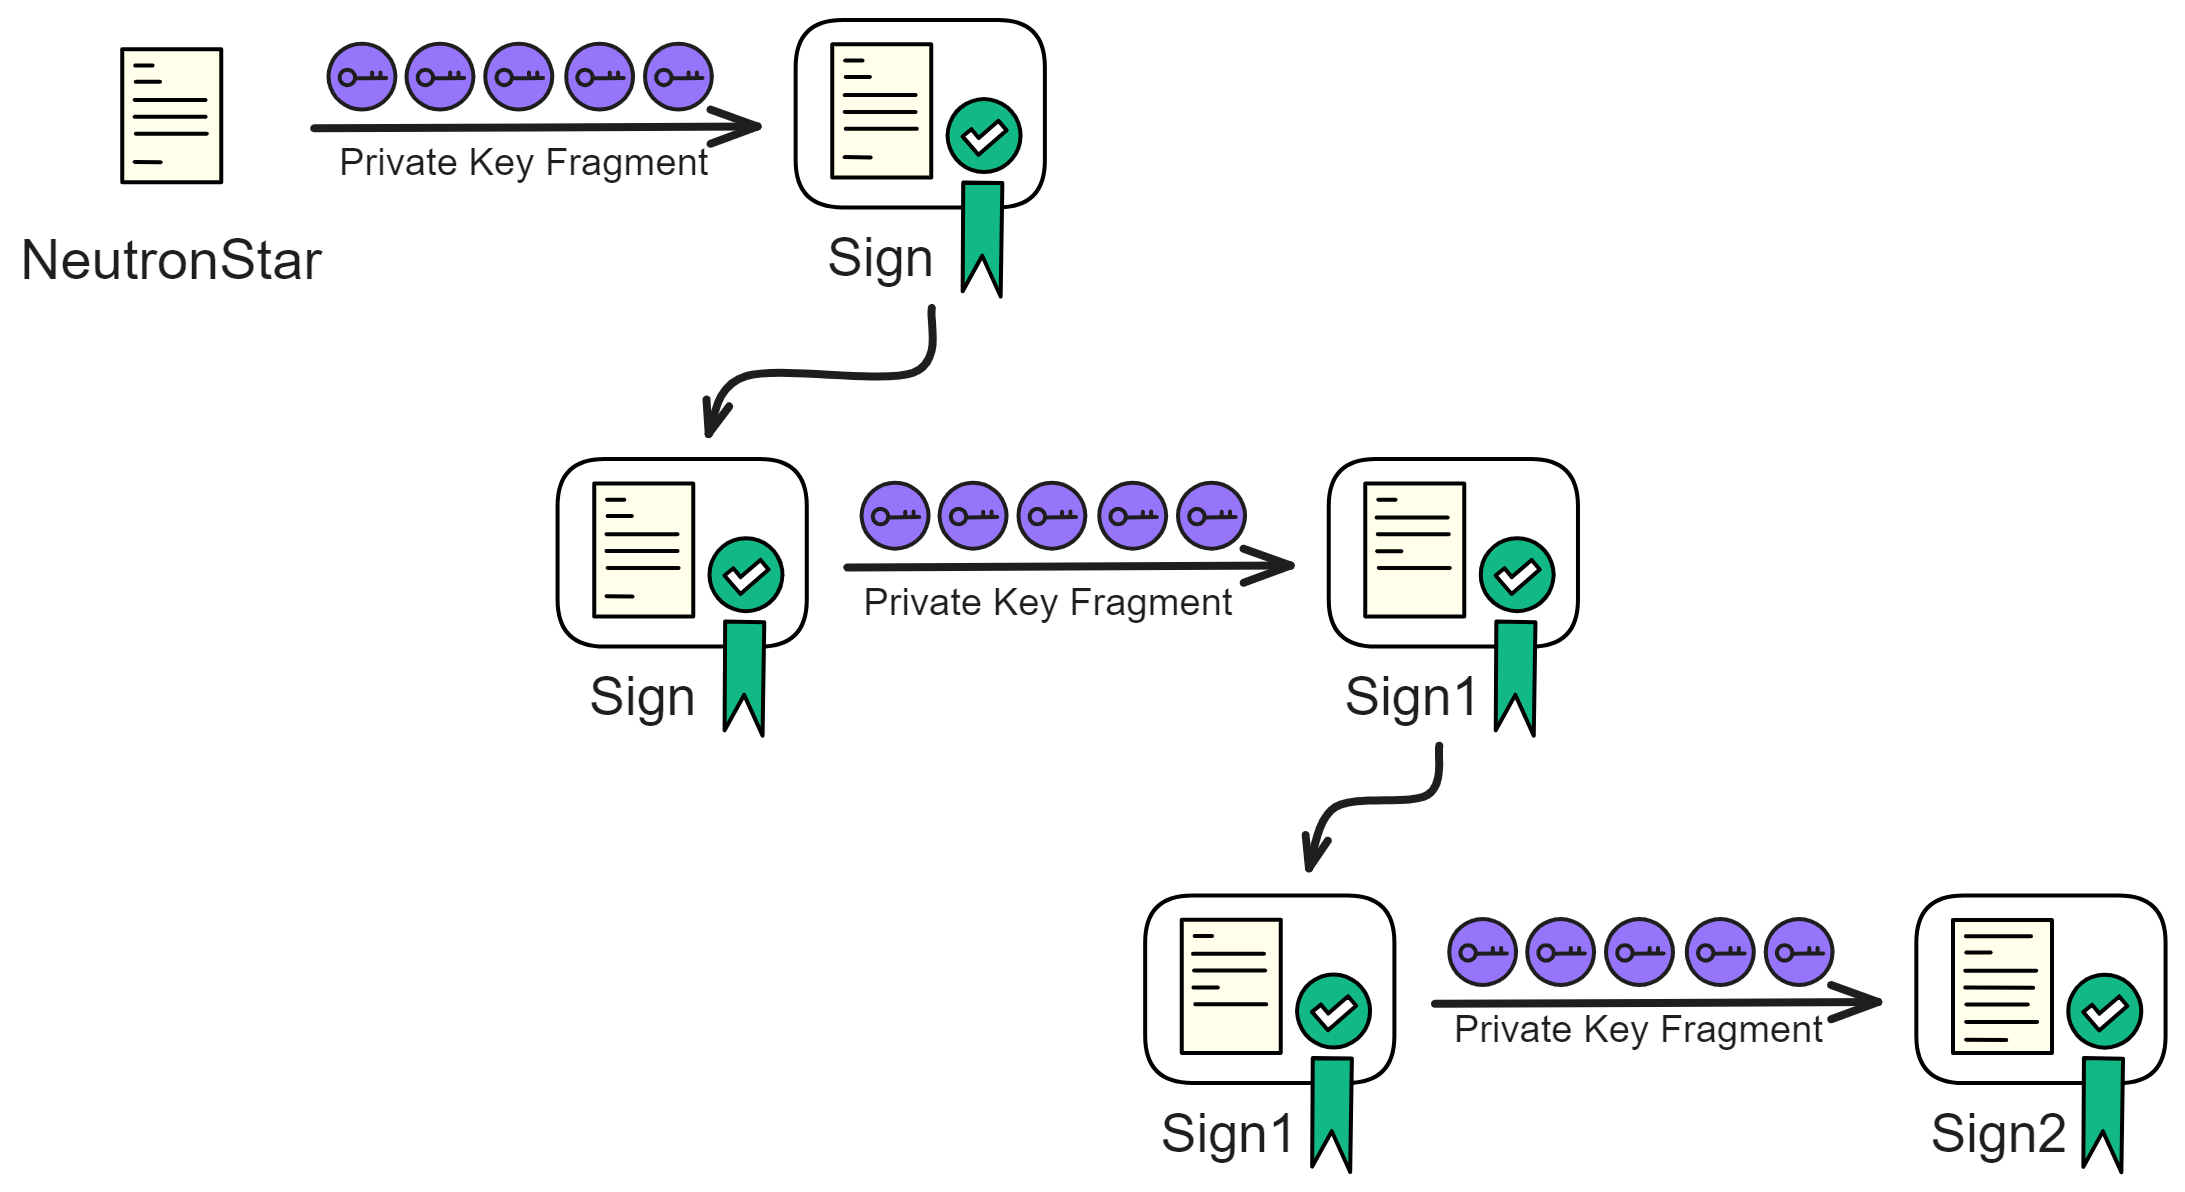 Private Key Fragment
NeutronStar
Sign
Private Key Fragment
Sign
Sign1
Private Key Fragment
Sign1
Sign2